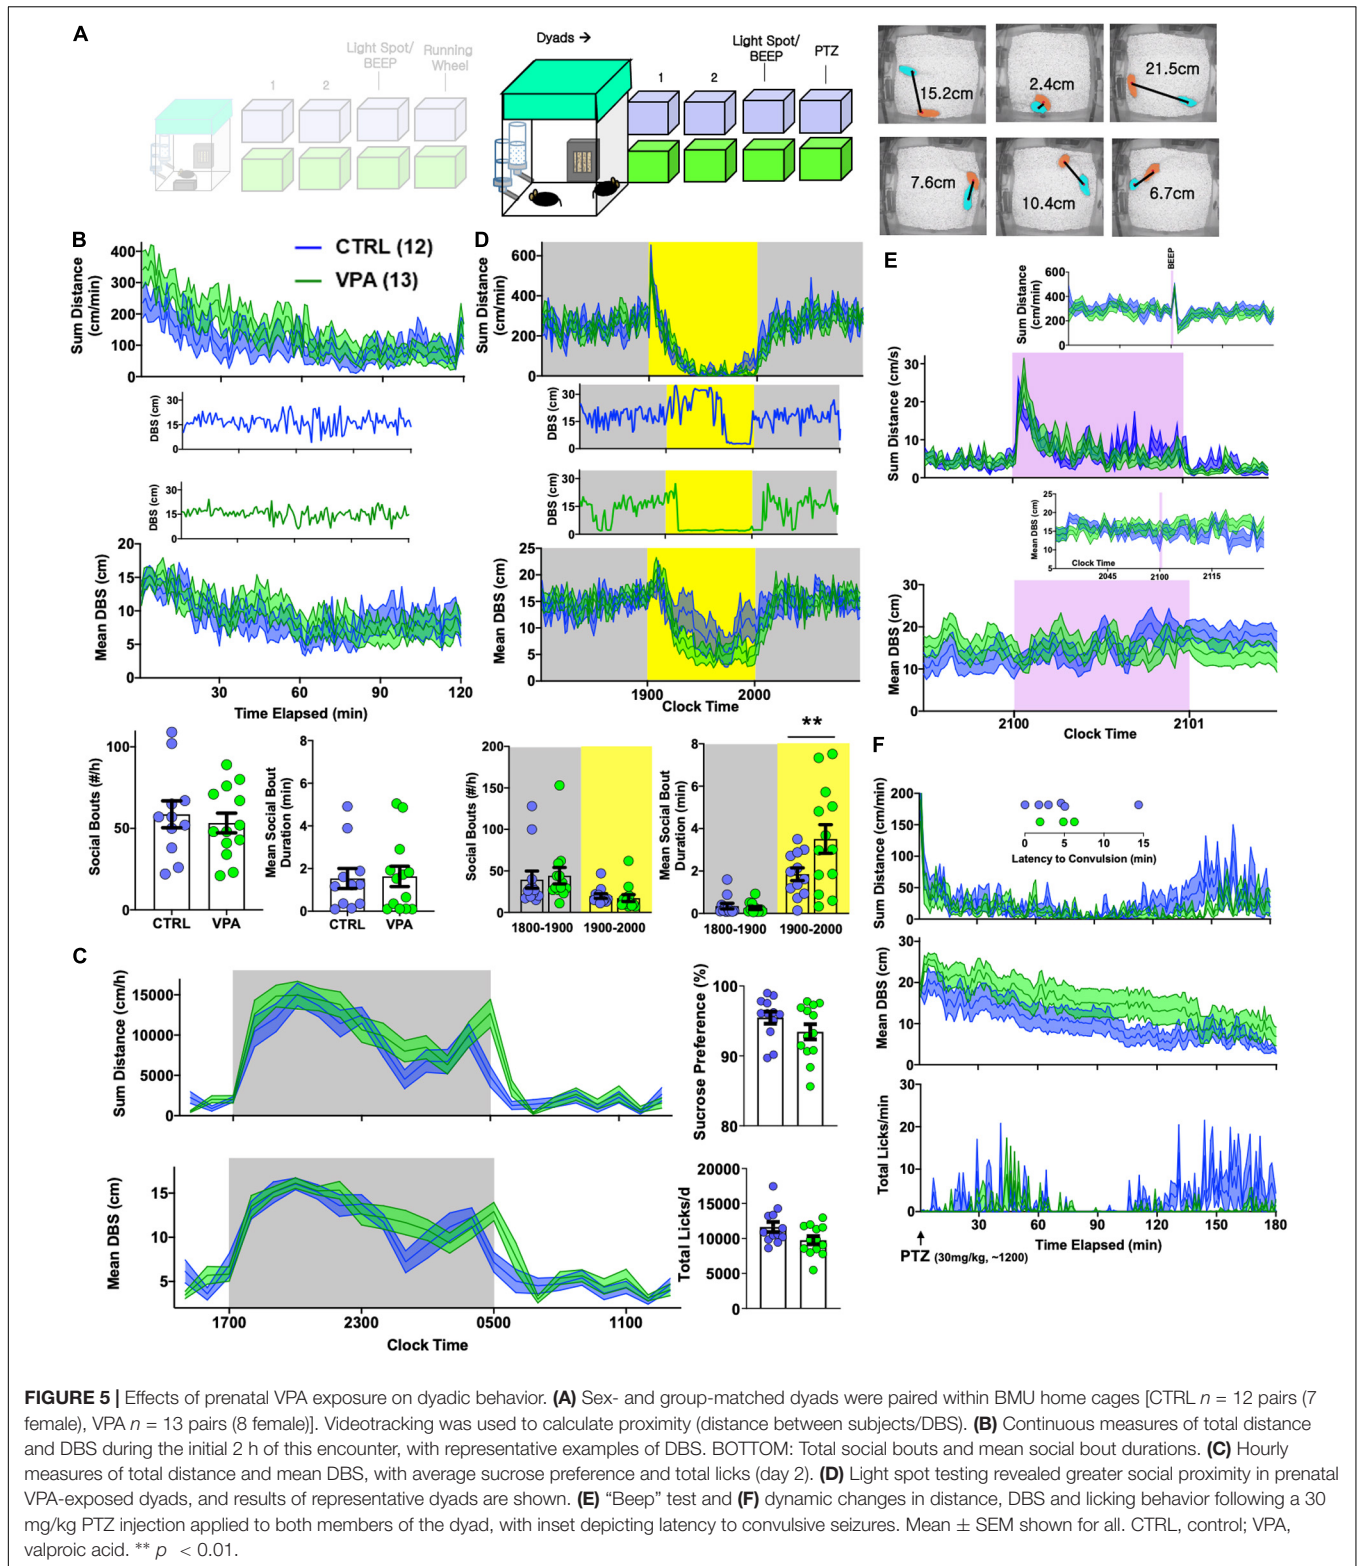 A
Light Spot/
BEEP
Running
Wheel
1
2
Dyads →
1
2
Light Spot/
BEEP
PTZ
15.2cm
2.4cm
21.5cm
7.6cm
10.4cm
6.7cm
B
CTRL (12)
VPA (13)
Sum Distance
(cm/min)
400
300
200
100
0
DBS (cm)
30
15
0
DBS (cm)
30
15
0
Mean DBS (cm)
20
15
10
5
0
30
60
90
120
Time Elapsed (min)
Social Bouts (#/h)
100
50
0
CTRL
VPA
Mean Social Bout
Duration (min)
8
6
4
2
0
CTRL
VPA
D
Sum Distance
(cm/min)
600
400
200
0
DBS (cm)
30
15
0
DBS (cm)
30
15
0
Mean DBS (cm)
25
20
15
10
5
0
1900
2000
Clock Time
Social Bouts (#/h)
200
150
100
50
0
1800-1900
1900-2000
Mean Social Bout
Duration (min)
8
6
4
2
0
**
1800-1900
1900-2000
E
BEEP
Sum Distance
(cm/min)
600
400
200
0
Sum Distance (cm/s)
30
20
10
0
Mean DBS (cm)
25
20
15
10
5
Clock Time
2045
2100
2115
Mean DBS (cm)
30
20
10
0
2100
2101
Clock Time
C
Sum Distance (cm/h)
15000
10000
5000
0
Mean DBS (cm)
15
10
5
1700
2300
0500
1100
Clock Time
Sucrose Preference (%)
100
90
80
Total Licks/d
20000
15000
10000
5000
0
F
Sum Distance (cm/min)
200
150
100
50
0
0
5
10
15
Latency to Convulsion (min)
Mean DBS (cm)
30
20
10
0
Total Licks/min
30
20
10
0
30
60
90
120
150
180
PTZ (30mg/kg, ~1200)
Time Elapsed (min)
FIGURE 5 | Effects of prenatal VPA exposure on dyadic behavior. (A) Sex- and group-matched dyads were paired within BMU home cages [CTRL n = 12 pairs (7
female), VPA n = 13 pairs (8 female)]. Videotracking was used to calculate proximity (distance between subjects/DBS). (B) Continuous measures of total distance
and DBS during the initial 2 h of this encounter, with representative examples of DBS. BOTTOM: Total social bouts and mean social bout durations. (C) Hourly
measures of total distance and mean DBS, with average sucrose preference and total licks (day 2). (D) Light spot testing revealed greater social proximity in prenatal
VPA-exposed dyads, and results of representative dyads are shown. (E) “Beep” test and (F) dynamic changes in distance, DBS and licking behavior following a 30
mg/kg PTZ injection applied to both members of the dyad, with inset depicting latency to convulsive seizures. Mean ± SEM shown for all. CTRL, control; VPA,
valproic acid. ** p < 0.01.